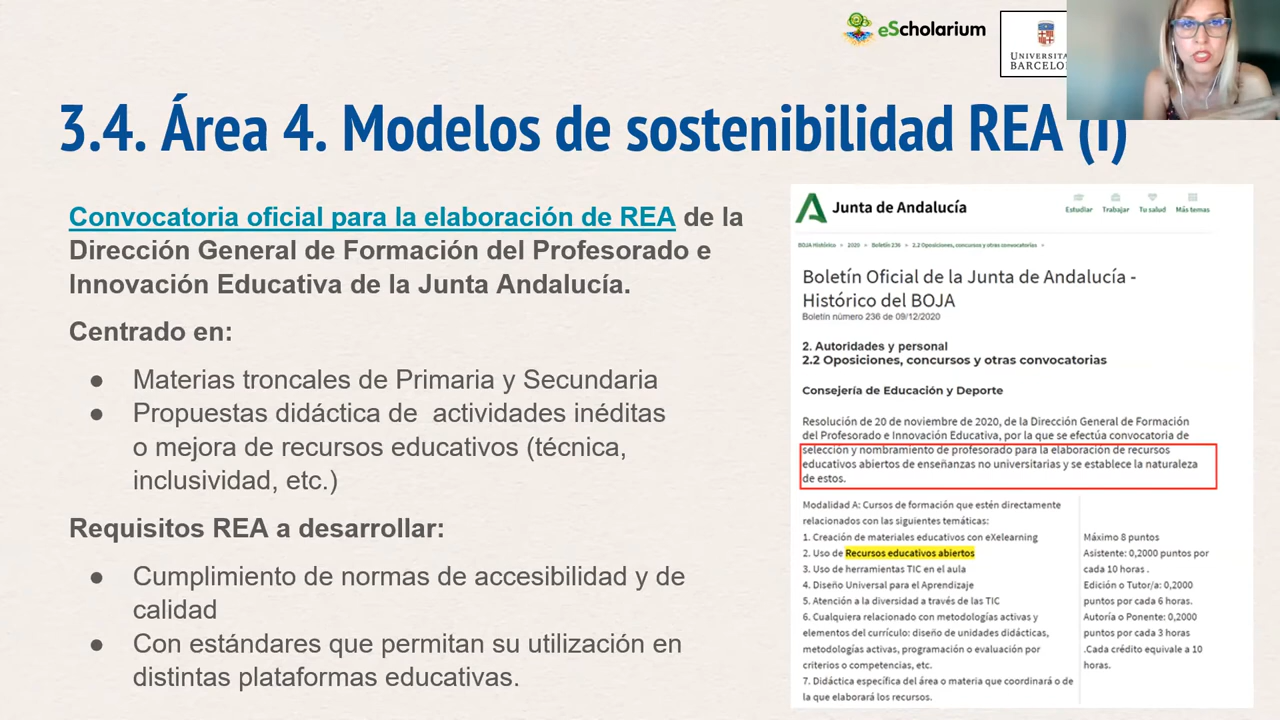 eScholarium
UNIVERSITA
BARCELO
3.4. Área 4. Modelos de sostenibilidad REA (I)
Convocatoria oficial para la elaboración de REA de la
Dirección General de Formación del Profesorado e
Innovación Educativa de la Junta Andalucía.
Centrado en:
● Materias troncales de Primaria y Secundaria
● Propuestas didáctica de actividades inéditas
o mejora de recursos educativos (técnica,
inclusividad, etc.)
Requisitos REA a desarrollar:
● Cumplimiento de normas de accesibilidad y de
calidad
● Con estándares que permitan su utilización en
distintas plataformas educativas.
Junta de Andalucía
Estudiar Trabajar Tu salud Más temas
BOJA Histórico » 2020 » Boletín 236 » 2.2 Oposiciones, concursos y otras convocatorias »
Boletín Oficial de la Junta de Andalucía -
Histórico del BOJA
Boletín número 236 de 09/12/2020
2. Autoridades y personal
2.2 Oposiciones, concursos y otras convocatorias
Consejería de Educación y Deporte
Resolución de 20 de noviembre de 2020, de la Dirección General de Formación
del Profesorado e Innovación Educativa, por la que se efectúa convocatoria de
selección y nombramiento de profesorado para la elaboración de recursos
educativos abiertos de enseñanzas no universitarias y se establece la naturaleza
de estos.
Modalidad A: Cursos de formación que estén directamente
relacionados con las siguientes temáticas:
1. Creación de materiales educativos con eXelearning
2. Uso de Recursos educativos abiertos
3. Uso de herramientas TIC en el aula
4. Diseño Universal para el Aprendizaje
5. Atención a la diversidad a través de las TIC
6. Cualquiera relacionado con metodologías activas y
elementos del currículo: diseño de unidades didácticas,
metodologías activas, programación o evaluación por
criterios o competencias, etc.
7. Didáctica específica del área o materia que coordinará o de
la que elaborará los recursos.
Máximo 8 puntos
Asistente: 0,2000 puntos por
cada 10 horas .
Edición o Tutor/a: 0,2000
puntos por cada 6 horas.
Autoría o Ponente: 0,2000
puntos por cada 3 horas
.Cada crédito equivale a 10
horas.